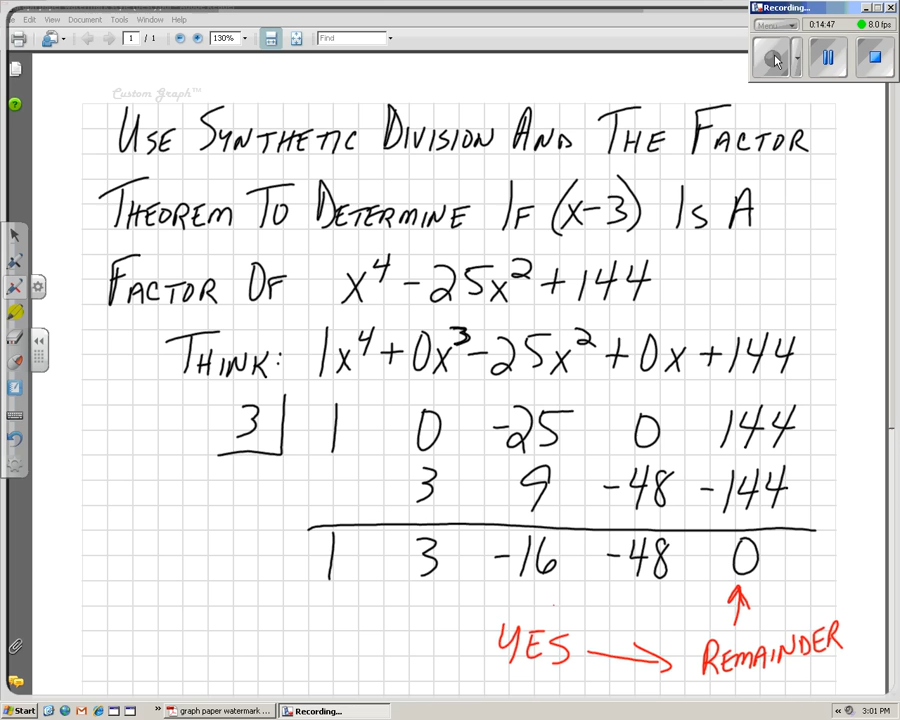 Recording...
Edit View Document Tools Window Help
Menu 0:14:47 8.0 fps
1 / 1 130% Find
Custom Graph™
USE SYNTHETIC DIVISION AND THE FACTOR
THEOREM TO DETERMINE IF (x-3) IS A
FACTOR OF x⁴ - 25x² + 144
THINK: 1x⁴ + 0x³ - 25x² + 0x + 144
3 1 0 -25 0 144
3 9 -48 -144
1 3 -16 -48 0
YES → REMAINDER
Start » graph paper watermark ... Recording... « 3:01 PM